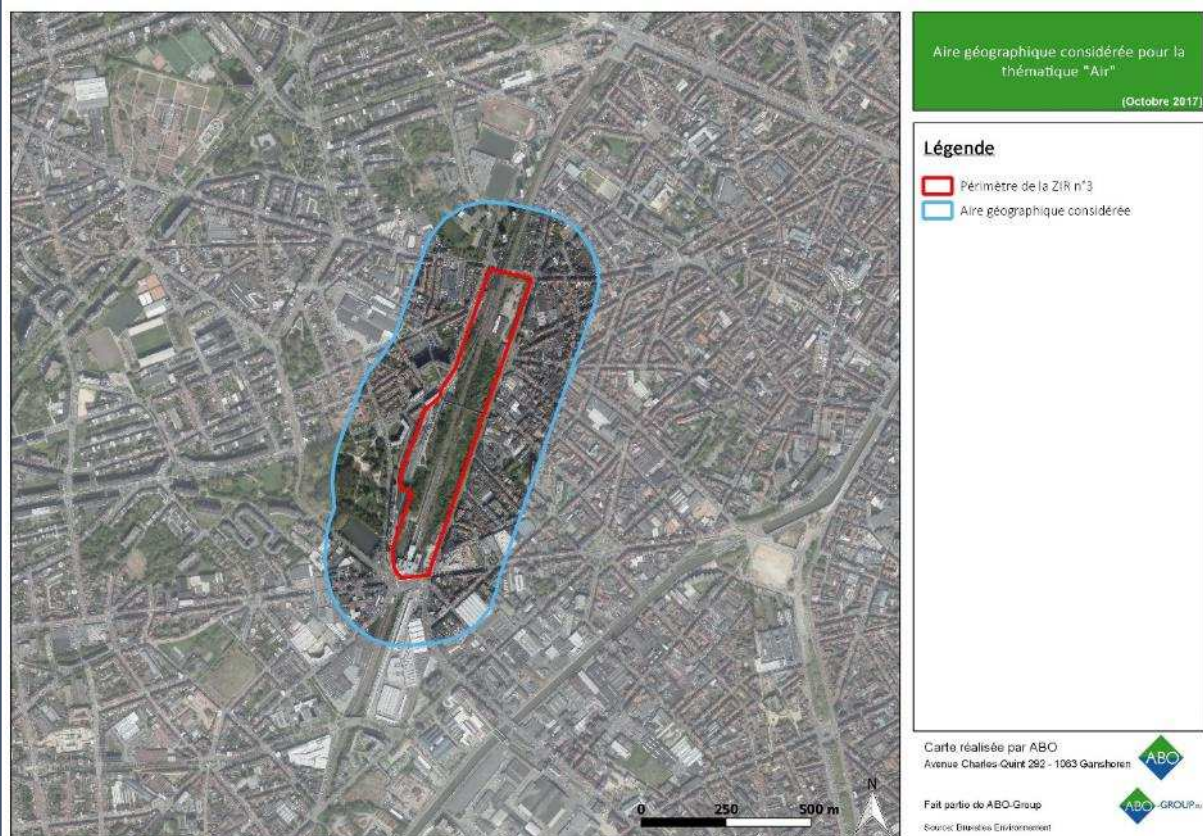 Aire géographique considérée pour la
thématique "Air"
(Octobre 2017)
Légende
Périmètre de la ZIR n°3
Aire géographique considérée
N
0 250 500 m
Carte réalisée par ABO
Avenue Charles-Quint 292 - 1083 Ganshoren
ABO
Fait partie de ABO-Group
ABO-GROUP
Source: Bruxelles Environnement